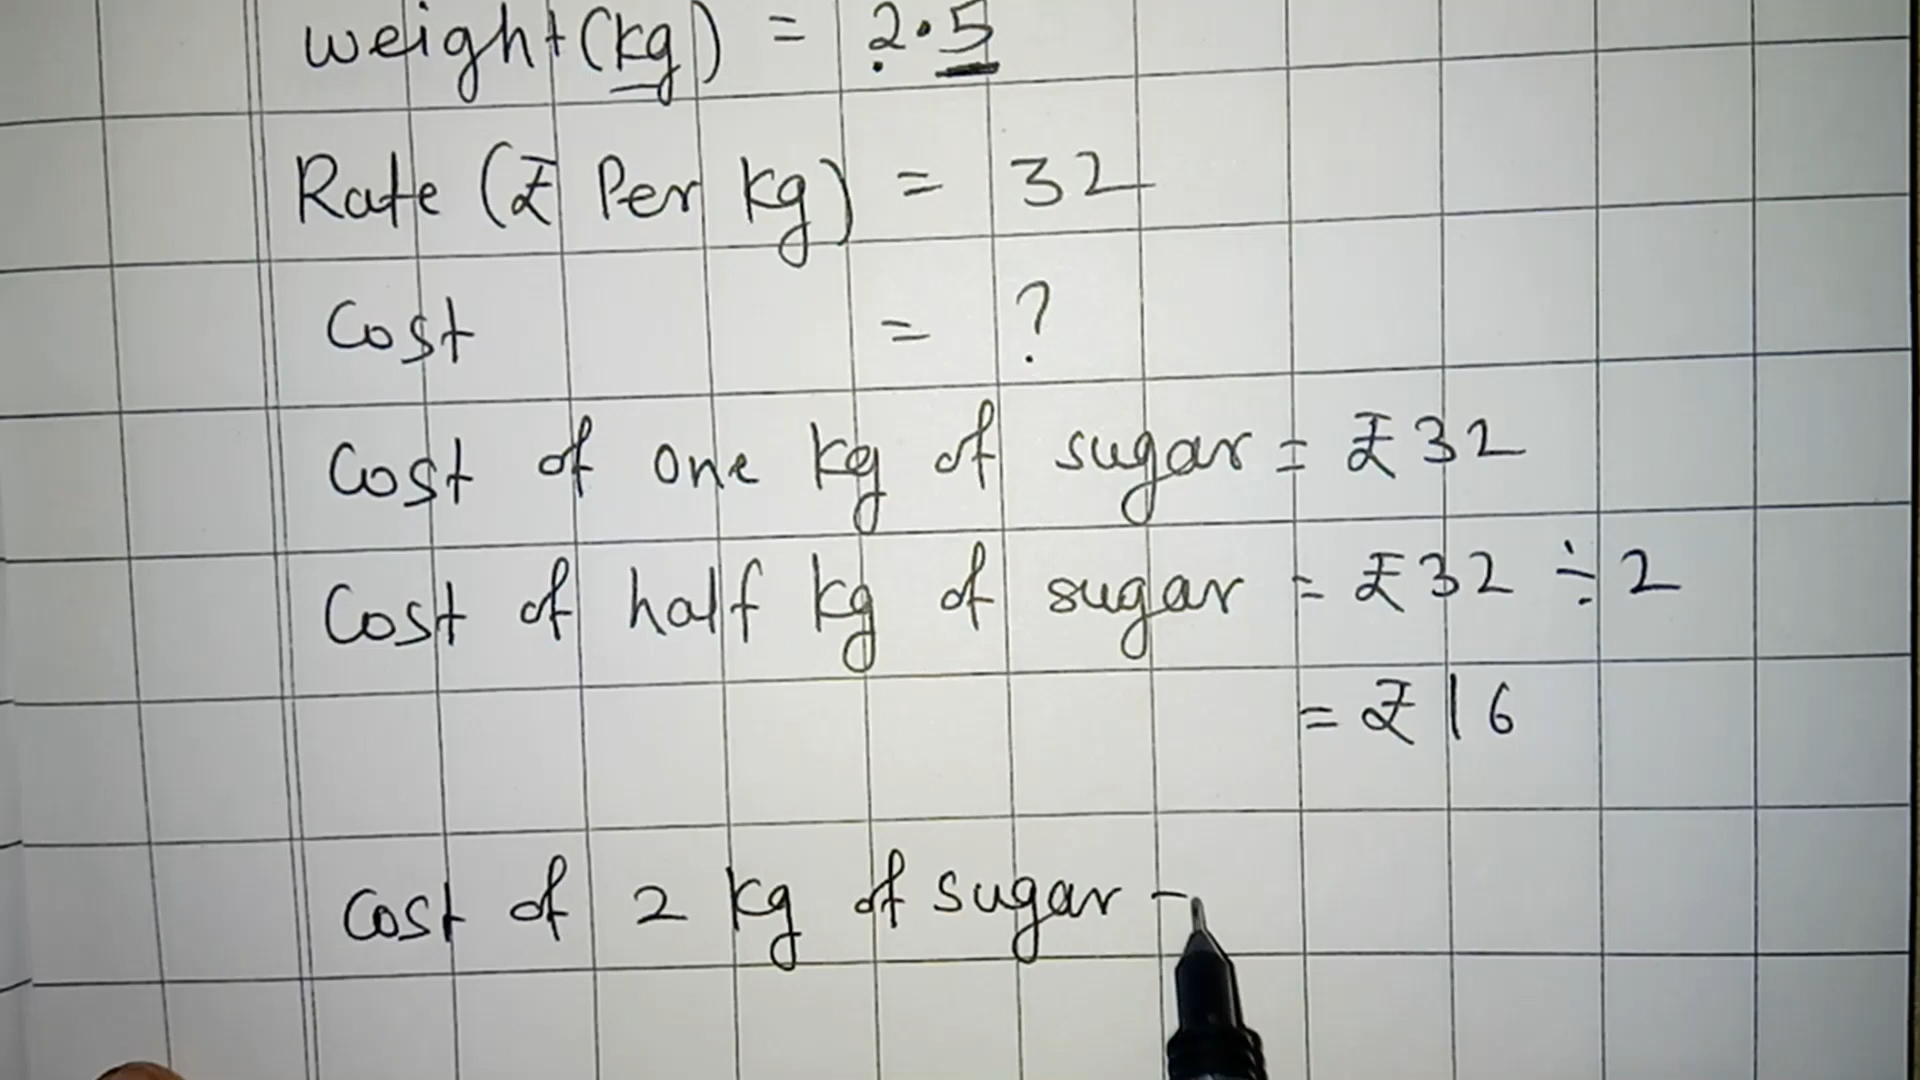 weight(kg) = 2.5
Rate (₹ Per kg) = 32
Cost = ?
Cost of one kg of sugar = ₹32
Cost of half kg of sugar = ₹32 ÷ 2
= ₹16
Cost of 2 kg of sugar -